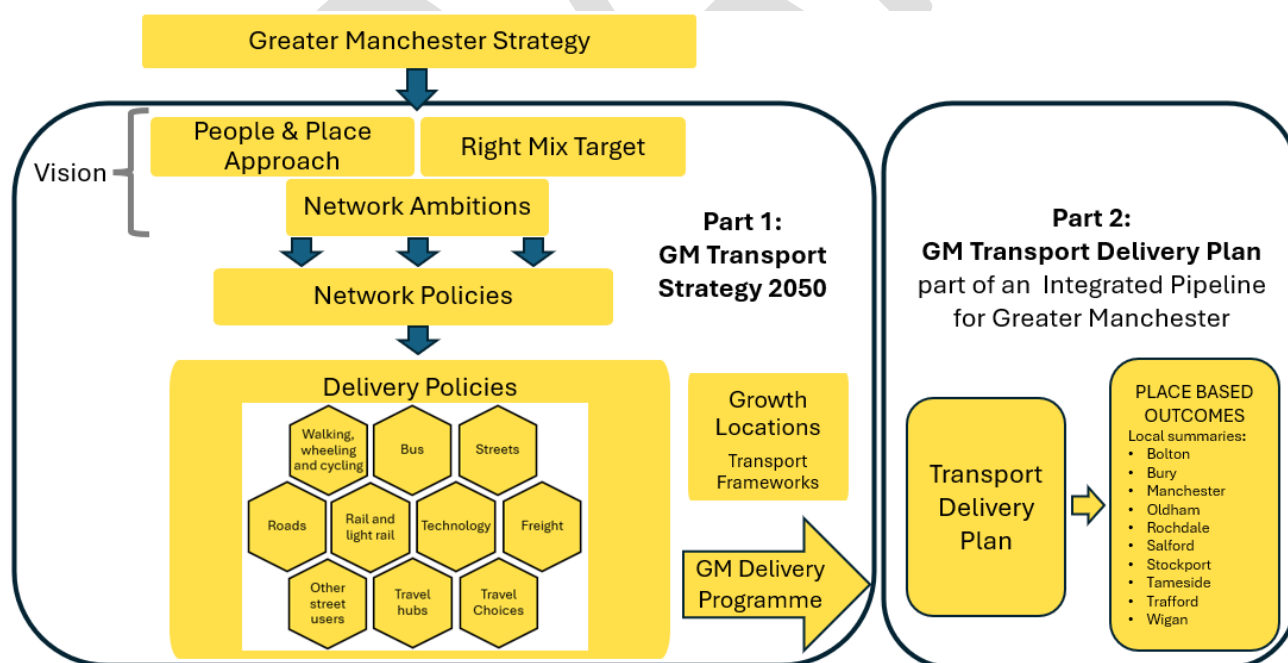 Greater Manchester Strategy
Vision
People & Place
Approach
Right Mix Target
Network Ambitions
Part 1:
GM Transport
Strategy 2050
Network Policies
Delivery Policies
Walking,
wheeling
and cycling
Bus
Streets
Roads
Rail and
light rail
Technology
Freight
Other
street
users
Travel
hubs
Travel
Choices
Growth
Locations
Transport
Frameworks
GM Delivery
Programme
Part 2:
GM Transport Delivery Plan
part of an Integrated Pipeline
for Greater Manchester
Transport
Delivery
Plan
PLACE BASED
OUTCOMES
Local summaries:
• Bolton
• Bury
• Manchester
• Oldham
• Rochdale
• Salford
• Stockport
• Tameside
• Trafford
• Wigan